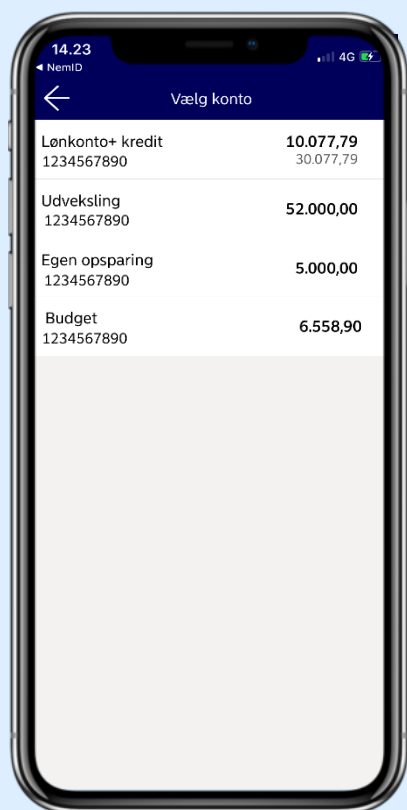 14.23
4G
◀ NemID
Vælg konto
Lønkonto+ kredit 10.077,79
1234567890 30.077,79
Udveksling
1234567890 52.000,00
Egen opsparing
1234567890 5.000,00
Budget
1234567890 6.558,90